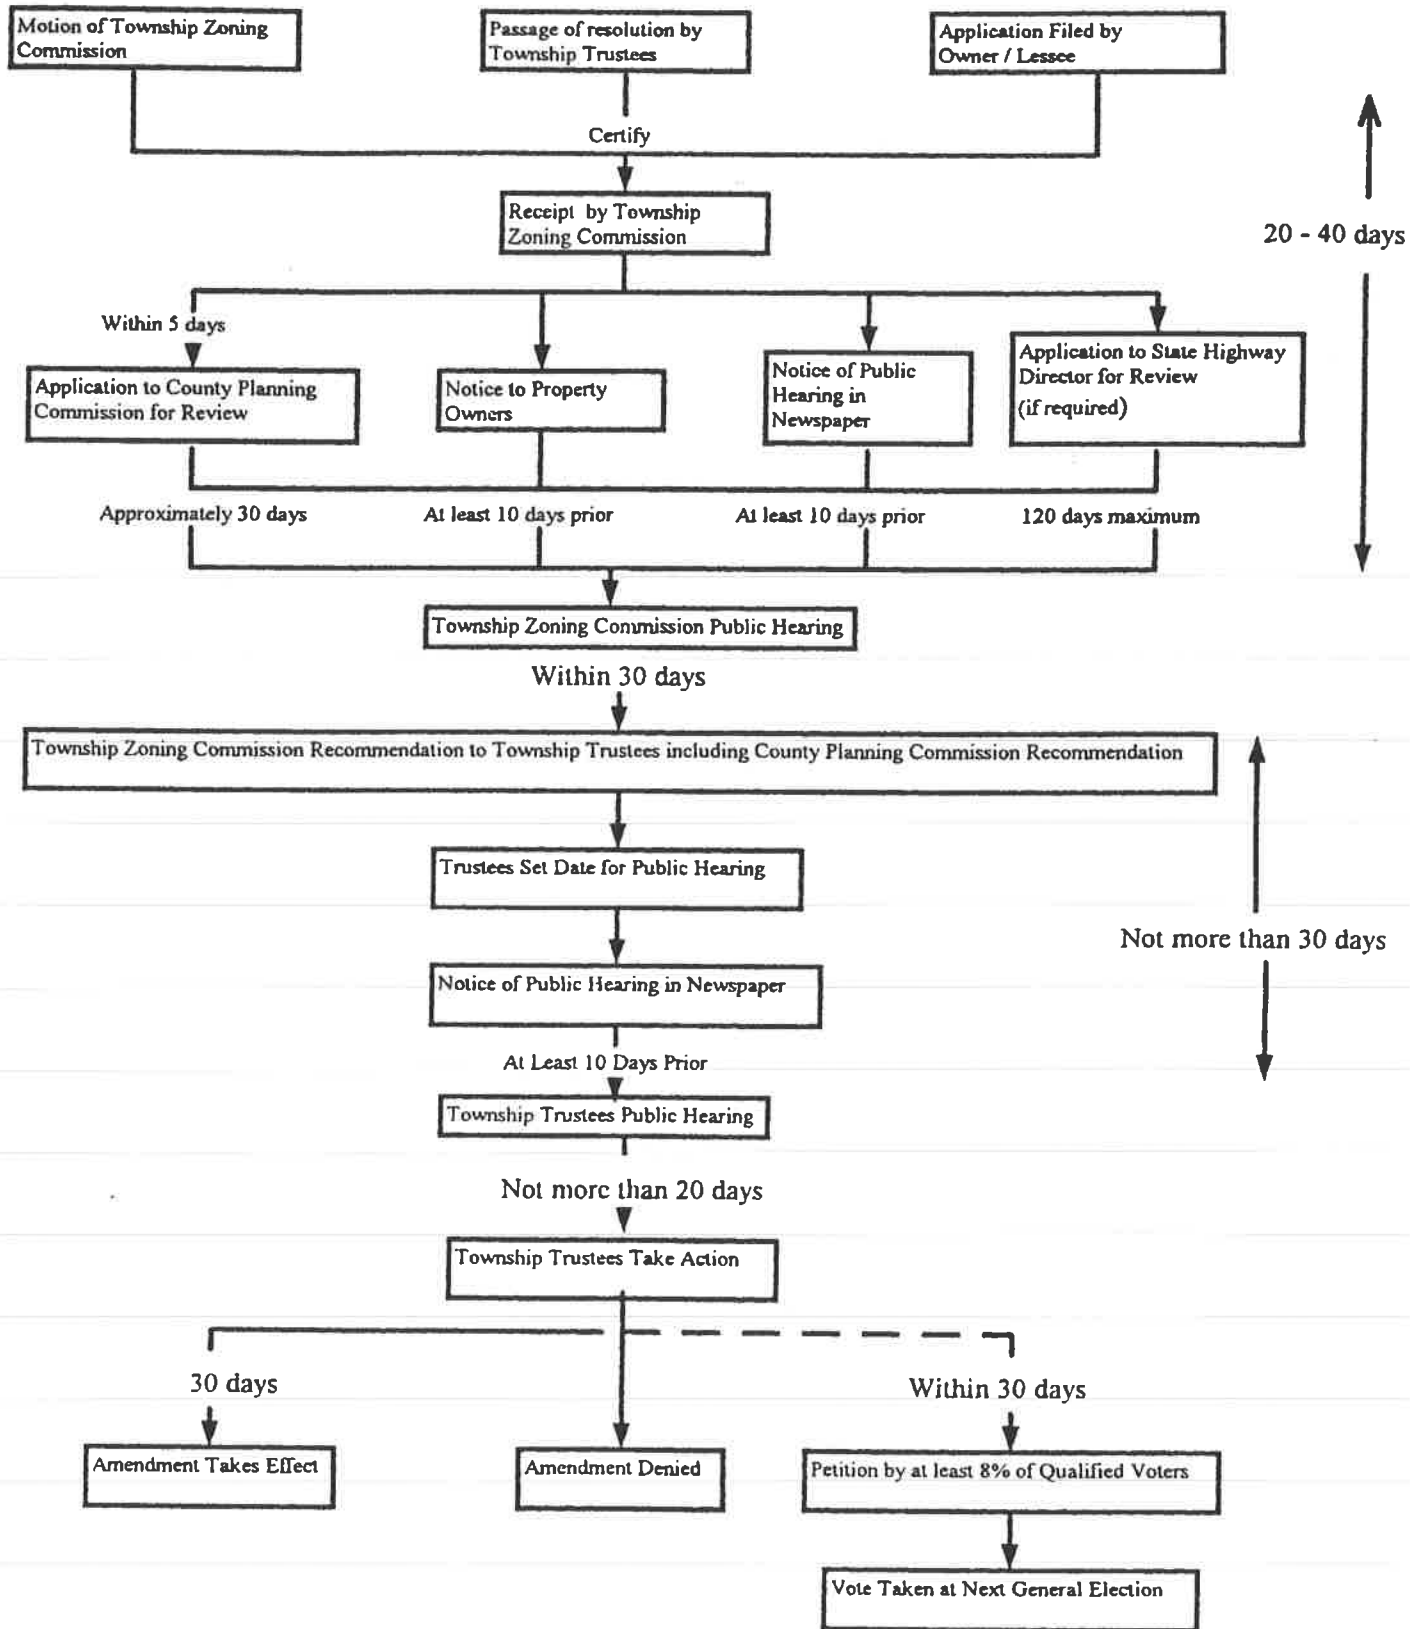 Motion of Township Zoning
Commission
Passage of resolution by
Township Trustees
Application Filed by
Owner / Lessee
Certify
Receipt by Township
Zoning Commission
20 - 40 days
Within 5 days
Application to County Planning
Commission for Review
Notice to Property
Owners
Notice of Public
Hearing in
Newspaper
Application to State Highway
Director for Review
(if required)
Approximately 30 days
At least 10 days prior
At least 10 days prior
120 days maximum
Township Zoning Commission Public Hearing
Within 30 days
Township Zoning Commission Recommendation to Township Trustees including County Planning Commission Recommendation
Trustees Set Date for Public Hearing
Not more than 30 days
Notice of Public Hearing in Newspaper
At Least 10 Days Prior
Township Trustees Public Hearing
Not more than 20 days
Township Trustees Take Action
30 days
Within 30 days
Amendment Takes Effect
Amendment Denied
Petition by at least 8% of Qualified Voters
Vote Taken at Next General Election